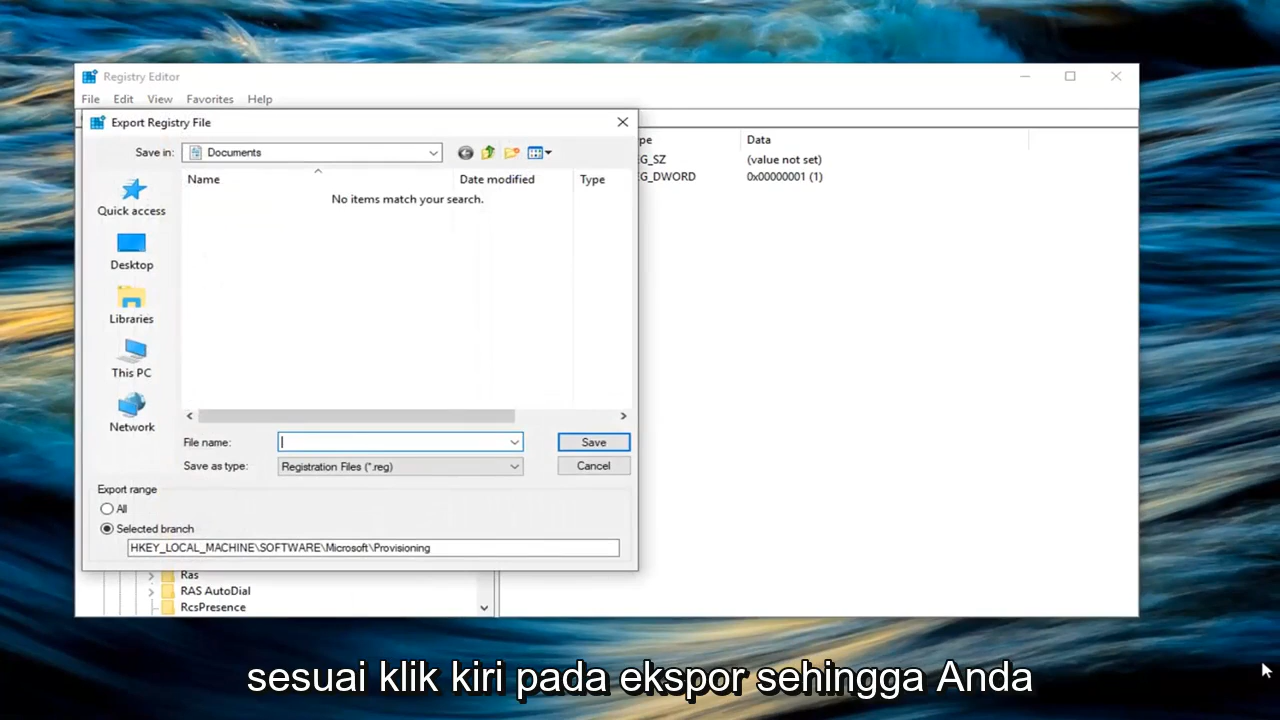 Registry Editor
File Edit View Favorites Help
Export Registry File
Save in: Documents
pe Data
Name Date modified Type
EG_SZ (value not set)
EG_DWORD 0x00000001 (1)
No items match your search.
Quick access
Desktop
Libraries
This PC
Network
File name: Save
Save as type: Registration Files (*.reg) Cancel
Export range
All
Selected branch
HKEY_LOCAL_MACHINE\SOFTWARE\Microsoft\Provisioning
Ras
RAS AutoDial
RcsPresence
sesuai klik kiri pada ekspor sehingga Anda